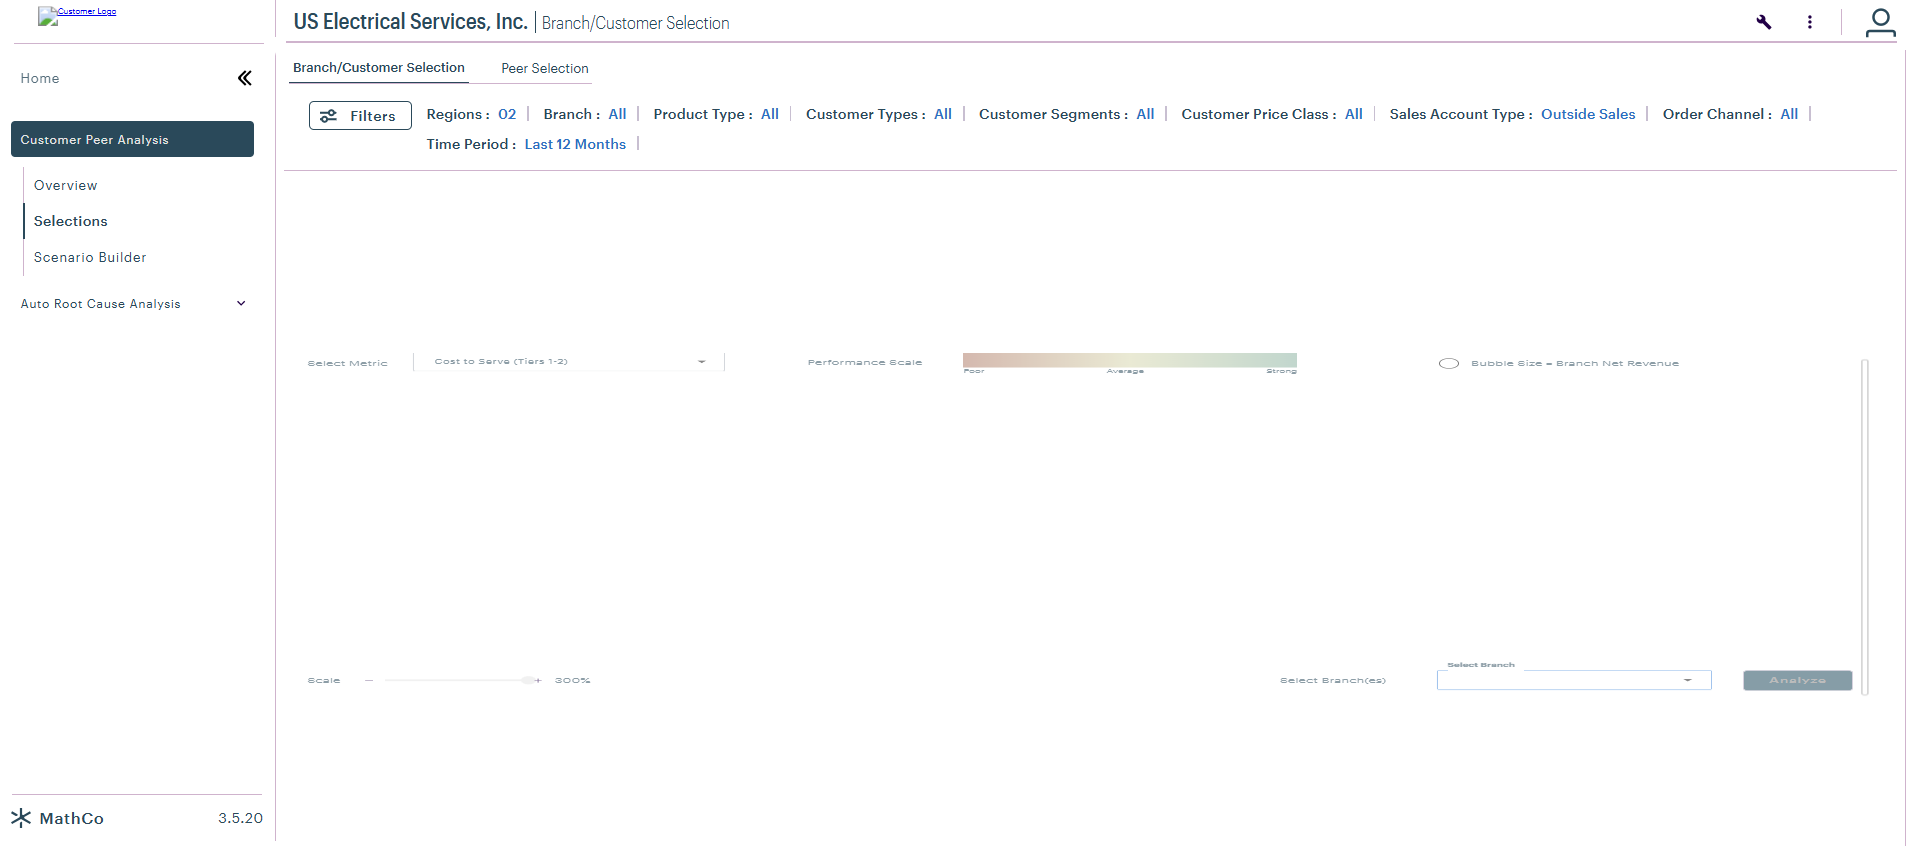 Customer Logo
US Electrical Services, Inc. | Branch/Customer Selection
Home
Branch/Customer Selection Peer Selection
Filters Regions : 02 Branch : All Product Type : All Customer Types : All Customer Segments : All Customer Price Class : All Sales Account Type : Outside Sales Order Channel : All
Time Period : Last 12 Months
Customer Peer Analysis
Overview
Selections
Scenario Builder
Auto Root Cause Analysis
Select Metric Cost to Serve (Tiers 1-2) Performance Scale Bubble Size = Branch Net Revenue
Poor Average Strong
Select Branch
Scale – + 300% Select Branch(es) Analyze
MathCo 3.5.20